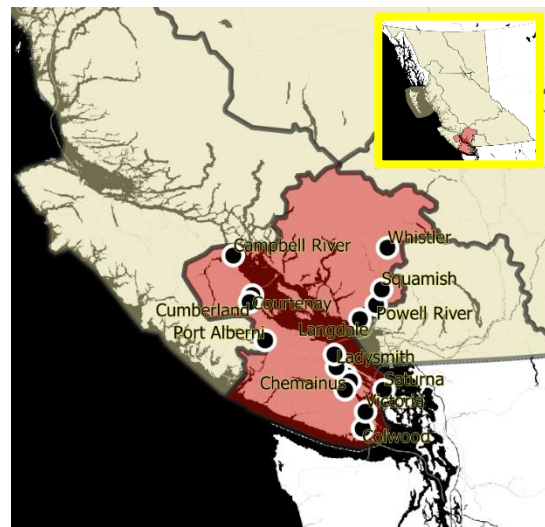 Campbell River
Whistler
Squamish
Courtenay
Cumberland
Powell River
Port Alberni
Langdale
Ladysmith
Chemainus
Saturna
Victoria
Colwood